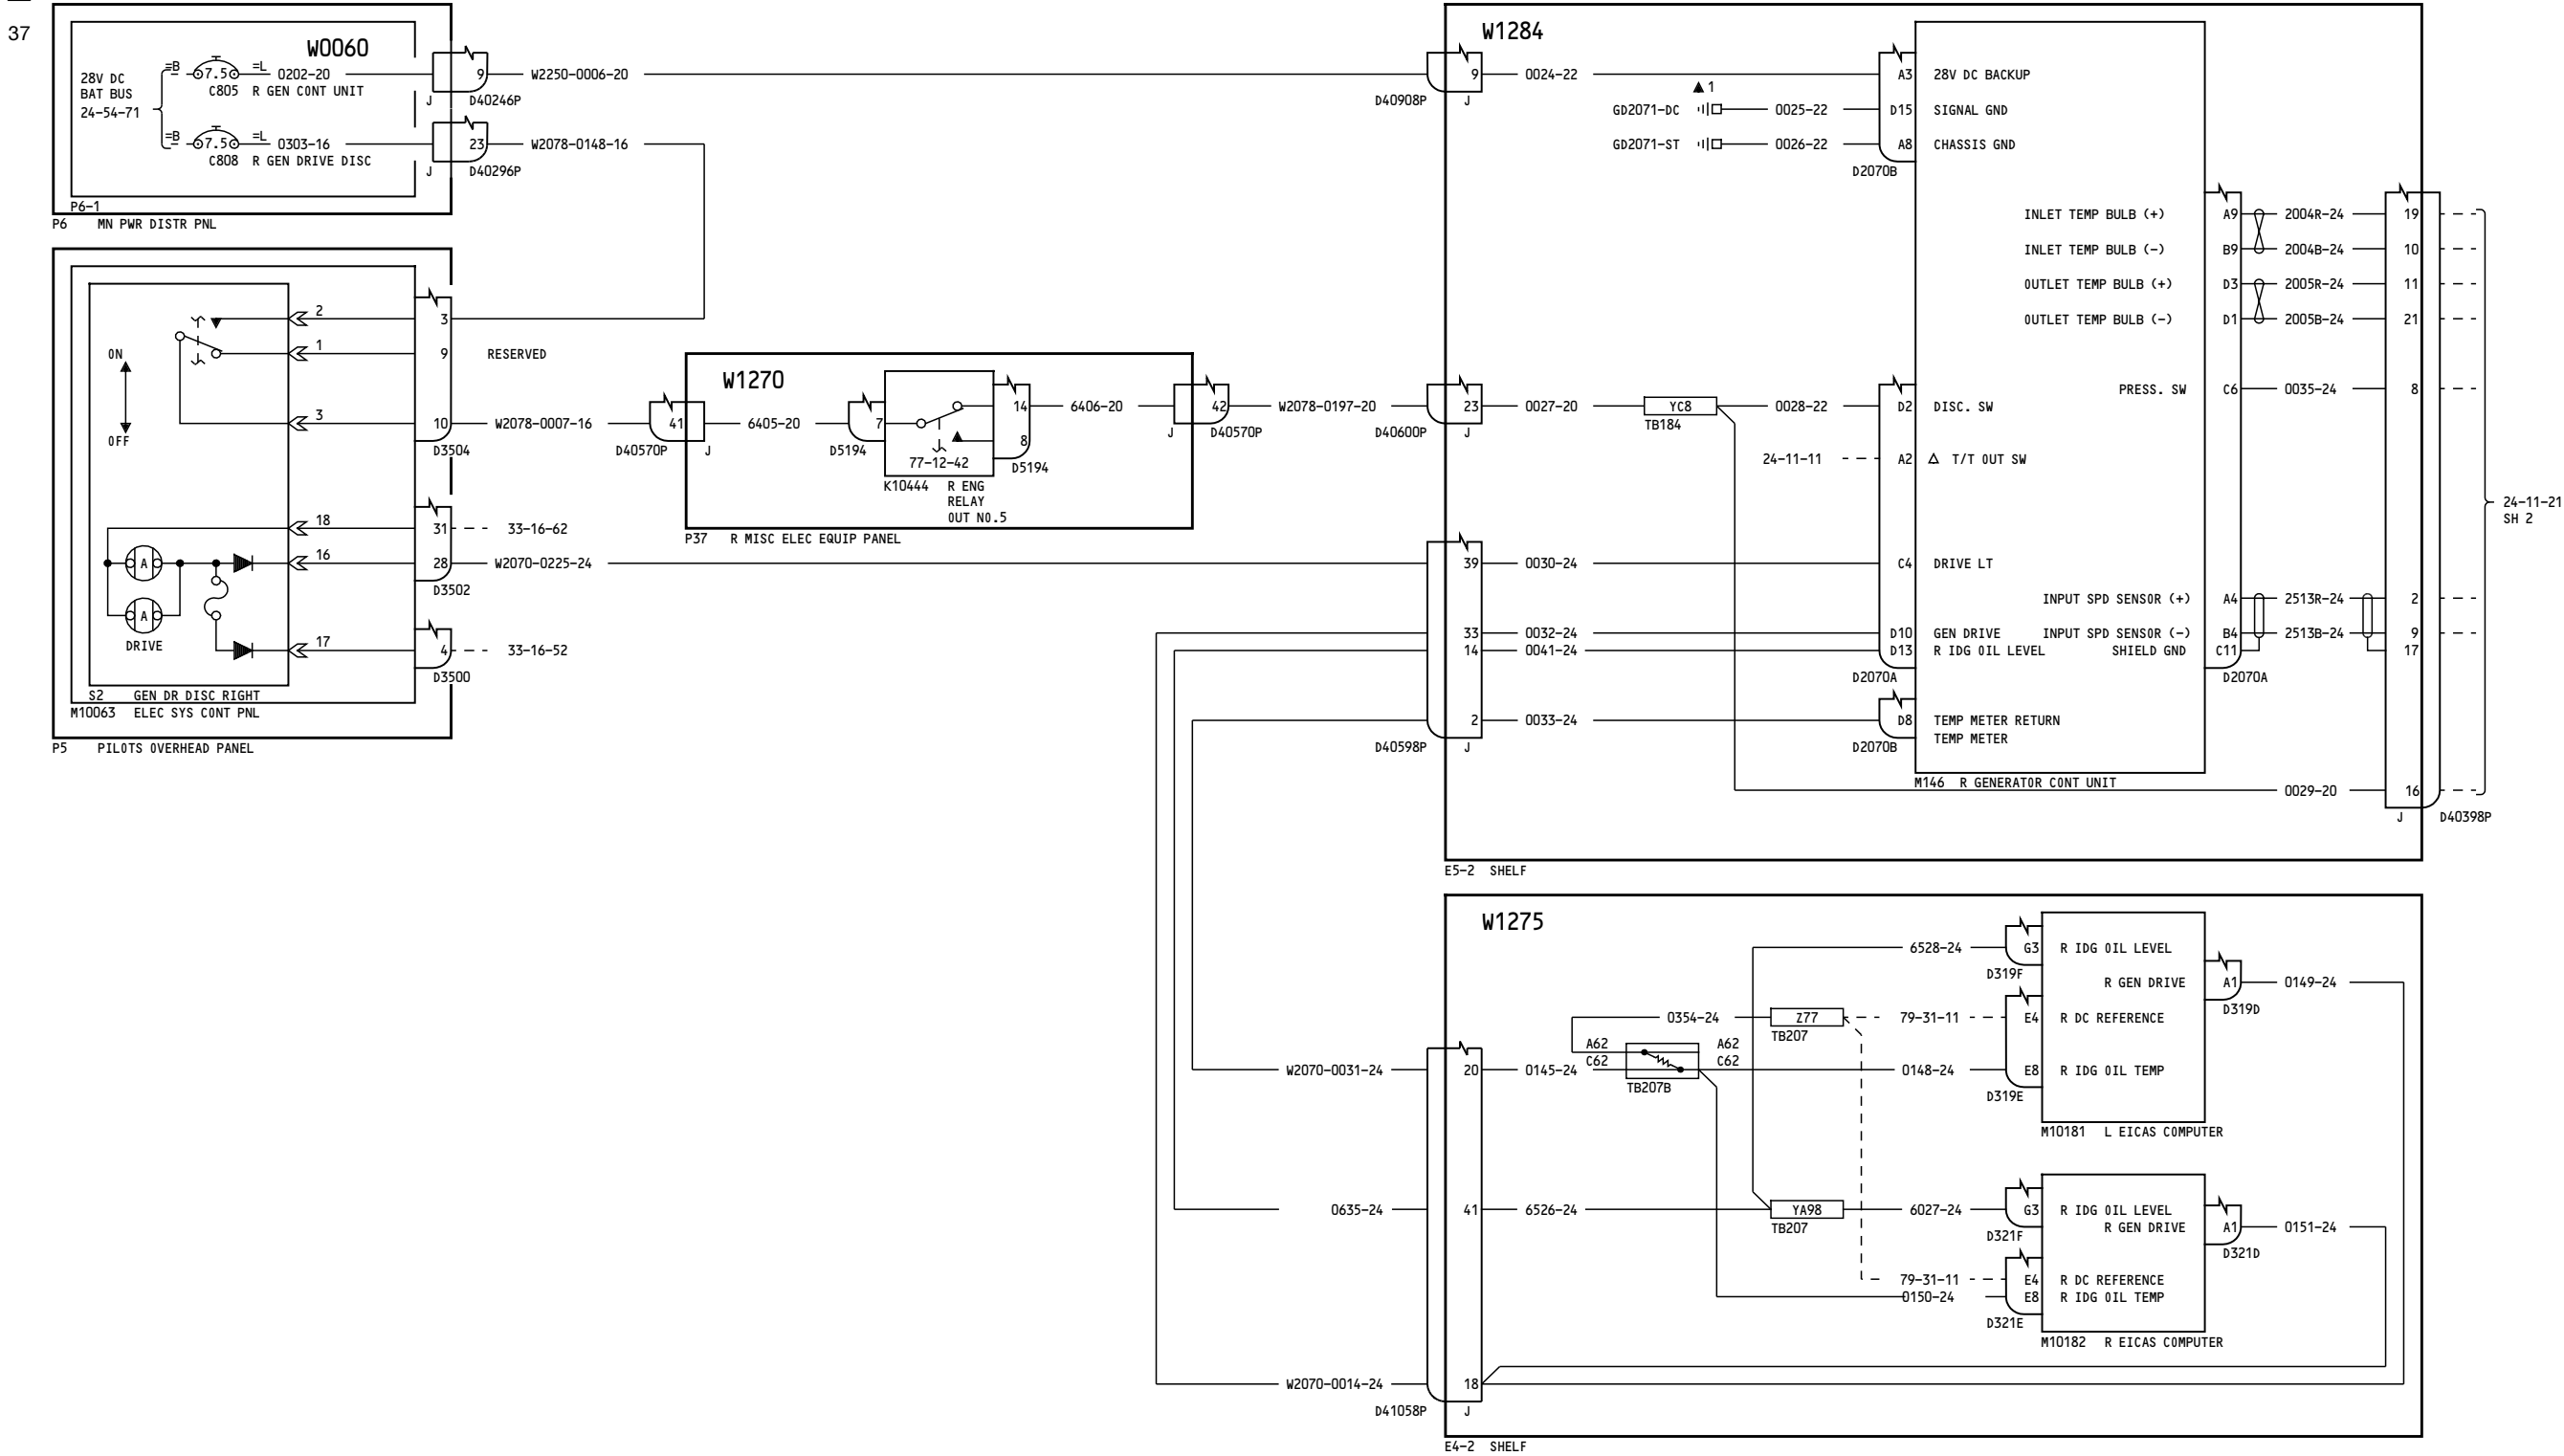 37
W0060
28V DC
BAT BUS
24-54-71
=B 7.5 =L 0202-20
C805 R GEN CONT UNIT
=B 7.5 =L 0303-16
C808 R GEN DRIVE DISC
P6-1
P6 MN PWR DISTR PNL
9 W2250-0006-20
J D40246P
23 W2078-0148-16
J D40296P
ON
OFF
2
1
3
18
16
17
A
A
DRIVE
S2 GEN DR DISC RIGHT
M10063 ELEC SYS CONT PNL
P5 PILOTS OVERHEAD PANEL
3
9 RESERVED
10 W2078-0007-16
D3504
31 33-16-62
28 W2070-0225-24
D3502
4 33-16-52
D3500
W1270
41 6405-20 7
D40570P J D5194
14 6406-20 42 W2078-0197-20
8
77-12-42
D5194
J D40570P
K10444 R ENG
RELAY
OUT NO.5
P37 R MISC ELEC EQUIP PANEL
W1284
9 0024-22 A3 28V DC BACKUP
D40908P J
1
GD2071-DC 0025-22 D15 SIGNAL GND
GD2071-ST 0026-22 A8 CHASSIS GND
D2070B
23 0027-20 YC8 0028-22 D2 DISC. SW
D40600P J TB184
24-11-11 A2 T/T OUT SW
39 0030-24 C4 DRIVE LT
33 0032-24 D10 GEN DRIVE
14 0041-24 D13 R IDG OIL LEVEL
D2070A
2 0033-24 D8 TEMP METER RETURN
TEMP METER
D40598P J D2070B
INLET TEMP BULB (+) A9 2004R-24 19
INLET TEMP BULB (-) B9 2004B-24 10
OUTLET TEMP BULB (+) D3 2005R-24 11
OUTLET TEMP BULB (-) D1 2005B-24 21
PRESS. SW C6 0035-24 8
INPUT SPD SENSOR (+) A4 2513R-24 2
INPUT SPD SENSOR (-) B4 2513B-24 9
SHIELD GND C11 17
D2070A
M146 R GENERATOR CONT UNIT
0029-20 16
J D40398P
24-11-21
SH 2
E5-2 SHELF
W1275
6528-24 G3 R IDG OIL LEVEL
D319F
R GEN DRIVE A1 0149-24
D319D
0354-24 Z77 79-31-11 E4 R DC REFERENCE
TB207
A62 A62
C62 C62
W2070-0031-24 20 0145-24 0148-24 E8 R IDG OIL TEMP
TB207B D319E
M10181 L EICAS COMPUTER
0635-24 41 6526-24 YA98 6027-24 G3 R IDG OIL LEVEL
TB207 D321F
R GEN DRIVE A1 0151-24
D321D
79-31-11 E4 R DC REFERENCE
0150-24 E8 R IDG OIL TEMP
D321E
M10182 R EICAS COMPUTER
W2070-0014-24 18
D41058P J
E4-2 SHELF